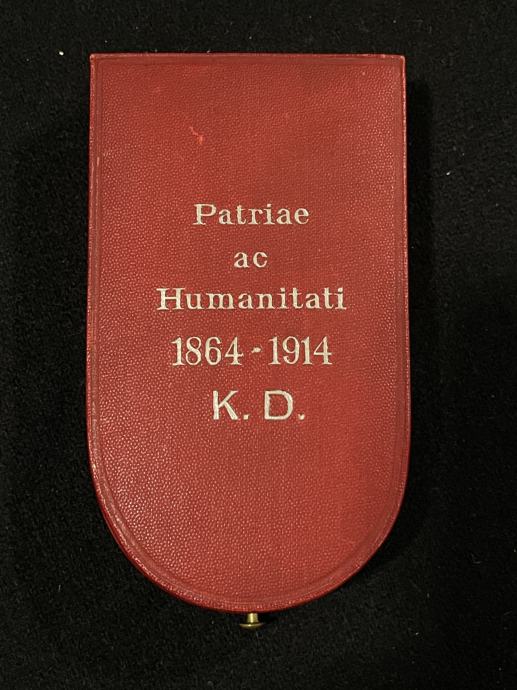 Patriae
ac
Humanitati
1864-1914
K. D.